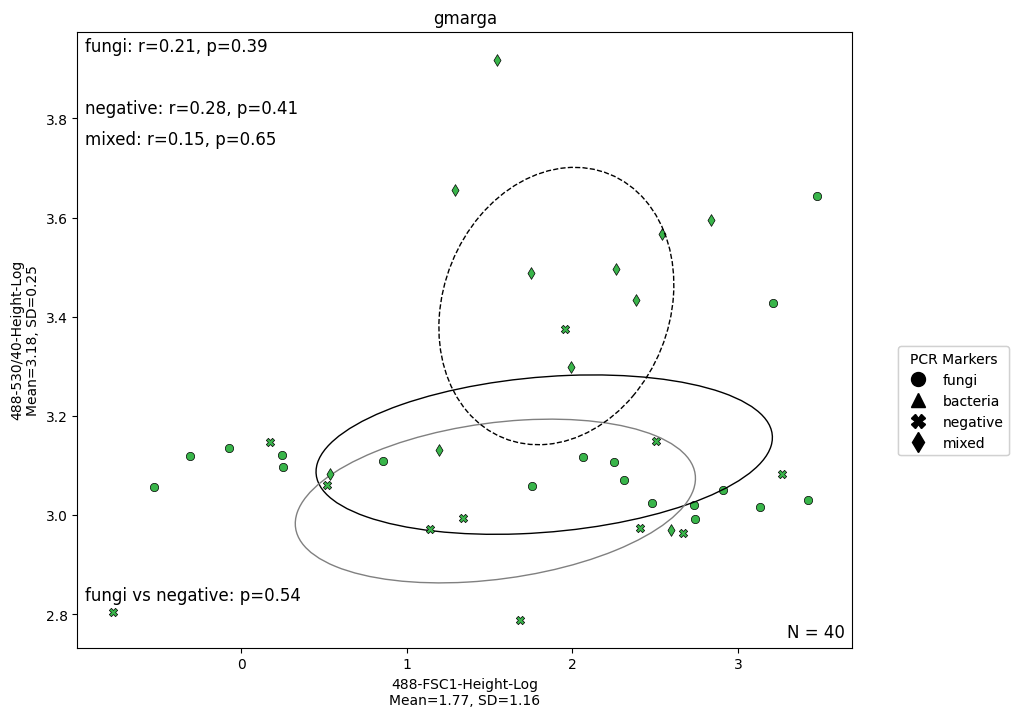 gmarga
fungi: r=0.21, p=0.39
negative: r=0.28, p=0.41
mixed: r=0.15, p=0.65
3.8
3.6
3.4
3.2
3.0
2.8
488-530/40-Height-Log
Mean=3.18, SD=0.25
fungi vs negative: p=0.54
N = 40
0
1
2
3
488-FSC1-Height-Log
Mean=1.77, SD=1.16
PCR Markers
fungi
bacteria
negative
mixed